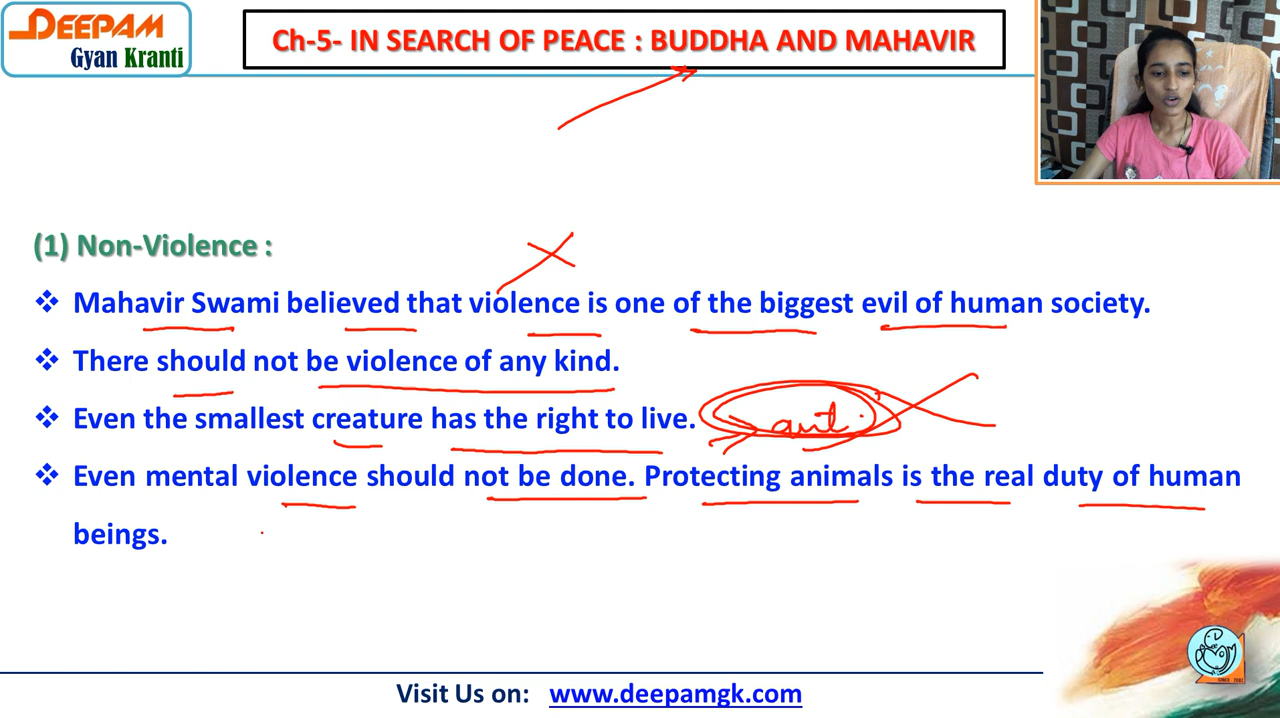 DEEPAM
Gyan Kranti
Ch-5- IN SEARCH OF PEACE : BUDDHA AND MAHAVIR
(1) Non-Violence :
❖ Mahavir Swami believed that violence is one of the biggest evil of human society.
❖ There should not be violence of any kind.
❖ Even the smallest creature has the right to live.
❖ Even mental violence should not be done. Protecting animals is the real duty of human
beings.
SINCE 2001
Visit Us on: www.deepamgk.com